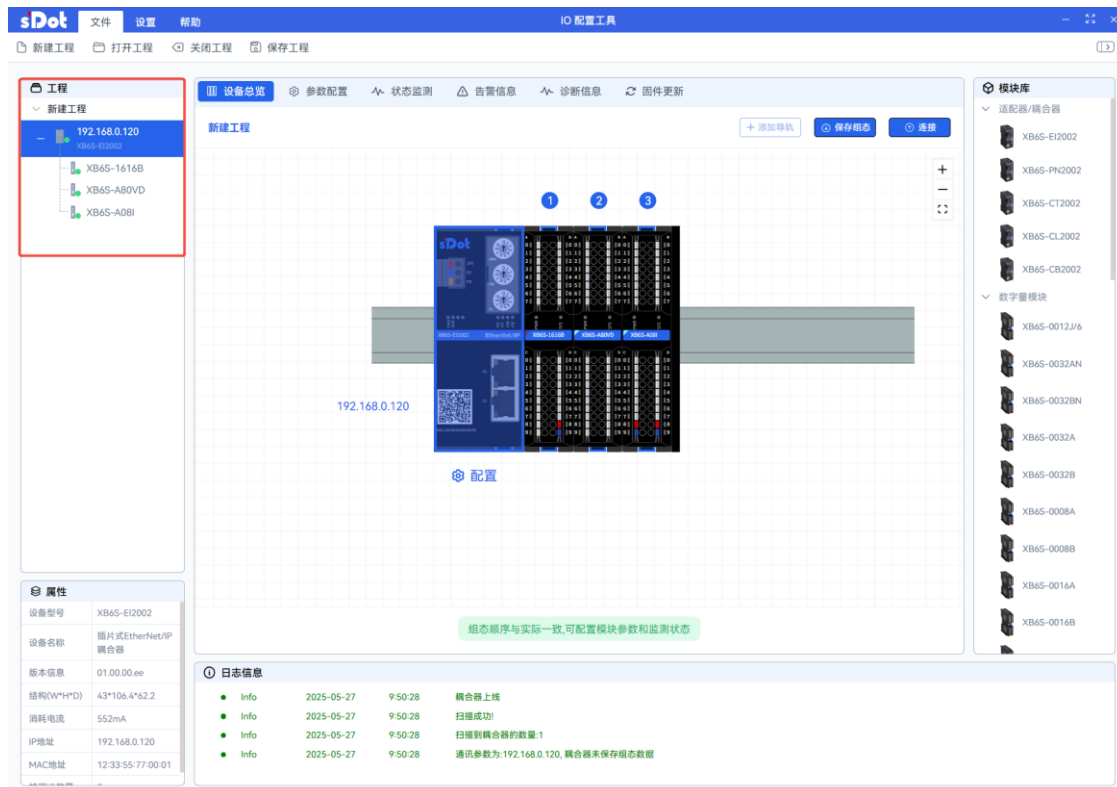 sDot 文件 设置 帮助 IO 配置工具
新建工程 打开工程 关闭工程 保存工程
工程
新建工程
192.168.0.120
XB6S-EI2002
XB6S-1616B
XB6S-A80VD
XB6S-A08I
设备总览 参数配置 状态监测 告警信息 诊断信息 固件更新
新建工程 + 添加导轨 保存组态 连接
1 2 3
sDot
XB6S-EI2002 EtherNet/IP XB6S-1616B XB6S-A80VD XB6S-A08I
192.168.0.120
配置
组态顺序与实际一致,可配置模块参数和监测状态
模块库
适配器/耦合器
XB6S-EI2002
XB6S-PN2002
XB6S-CT2002
XB6S-CL2002
XB6S-CB2002
数字量模块
XB6S-0012J/6
XB6S-0032AN
XB6S-0032BN
XB6S-0032A
XB6S-0032B
XB6S-0008A
XB6S-0008B
XB6S-0016A
XB6S-0016B
属性
设备型号 XB6S-EI2002
设备名称 插片式EtherNet/IP
耦合器
版本信息 01.00.00.ee
结构(W*H*D) 43*106.4*62.2
消耗电流 552mA
IP地址 192.168.0.120
MAC地址 12:33:55:77:00:01
日志信息
Info 2025-05-27 9:50:28 耦合器上线
Info 2025-05-27 9:50:28 扫描成功!
Info 2025-05-27 9:50:28 扫描到耦合器的数量:1
Info 2025-05-27 9:50:28 通讯参数为:192.168.0.120, 耦合器未保存组态数据